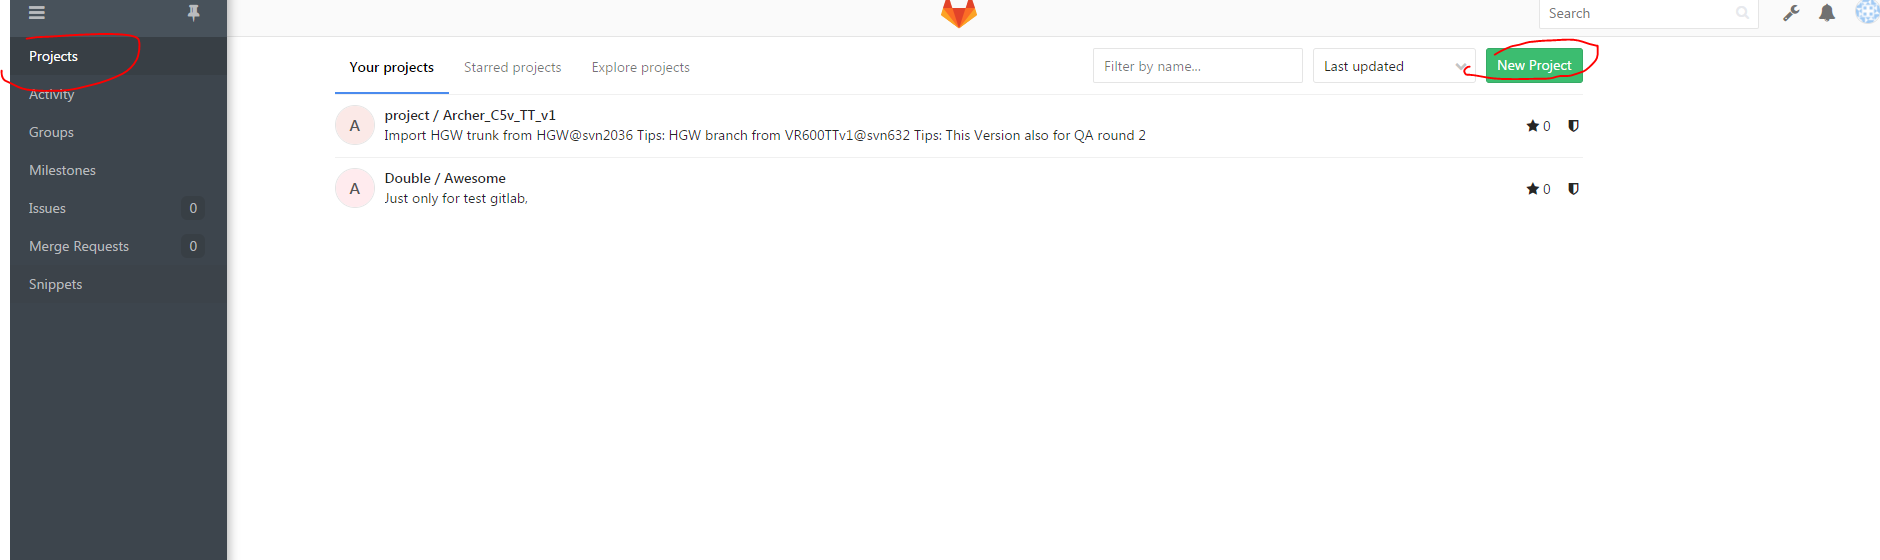 Search
Projects
Activity
Groups
Milestones
Issues 0
Merge Requests 0
Snippets
Your projects Starred projects Explore projects Filter by name... Last updated New Project
A project / Archer_C5v_TT_v1
Import HGW trunk from HGW@svn2036 Tips: HGW branch from VR600TTv1@svn632 Tips: This Version also for QA round 2
0
A Double / Awesome
Just only for test gitlab,
0